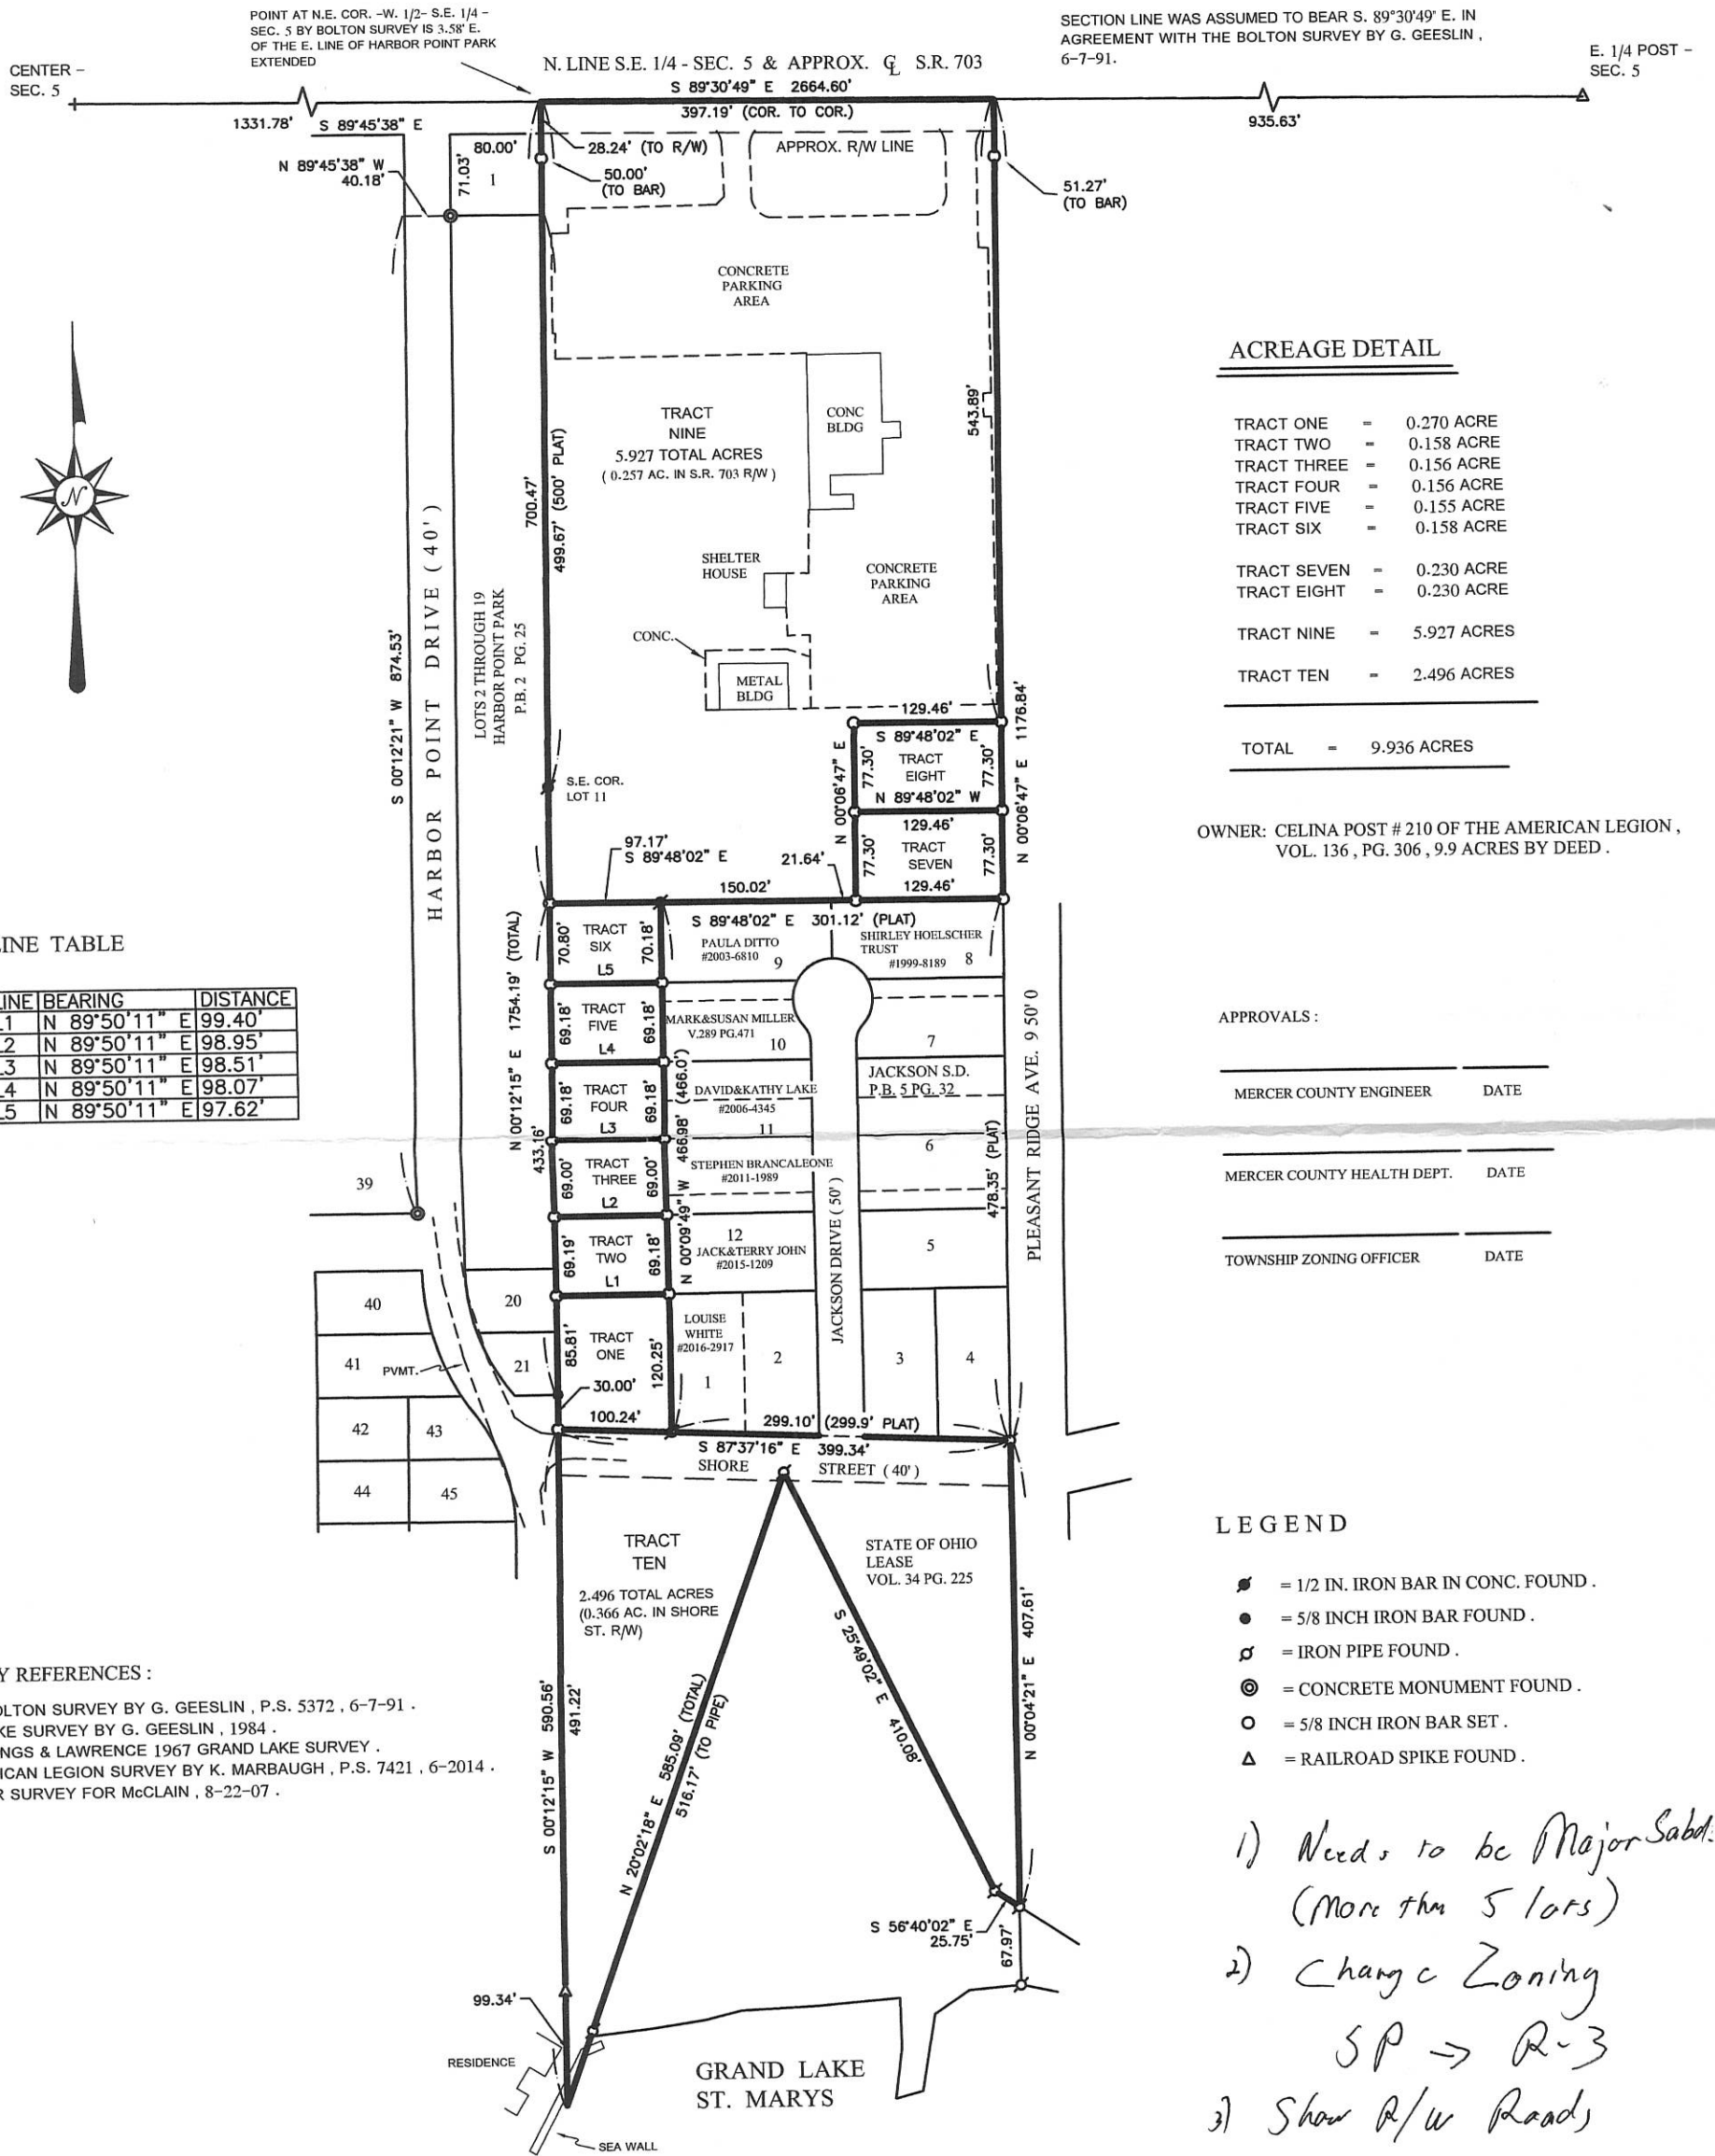 POINT AT N.E. COR. -W. 1/2- S.E. 1/4 -
SEC. 5 BY BOLTON SURVEY IS 3.58' E.
OF THE E. LINE OF HARBOR POINT PARK
EXTENDED
SECTION LINE WAS ASSUMED TO BEAR S. 89°30'49" E. IN
AGREEMENT WITH THE BOLTON SURVEY BY G. GEESLIN ,
6-7-91.
CENTER -
SEC. 5
N. LINE S.E. 1/4 - SEC. 5 & APPROX. ℄ S.R. 703
E. 1/4 POST -
SEC. 5
S 89°30'49" E 2664.60'
397.19' (COR. TO COR.)
1331.78'
S 89°45'38" E
935.63'
N 89°45'38" W
40.18'
71.03'
80.00'
1
28.24' (TO R/W)
50.00'
(TO BAR)
APPROX. R/W LINE
51.27'
(TO BAR)
CONCRETE
PARKING
AREA
TRACT
NINE
5.927 TOTAL ACRES
( 0.257 AC. IN S.R. 703 R/W )
CONC
BLDG
543.89'
700.47'
499.67' (500' PLAT)
SHELTER
HOUSE
CONCRETE
PARKING
AREA
CONC.
METAL
BLDG
N
S 00°12'21" W 874.53'
HARBOR POINT DRIVE ( 40' )
LOTS 2 THROUGH 19
HARBOR POINT PARK
P.B. 2 PG. 25
S.E. COR.
LOT 11
129.46'
S 89°48'02" E
TRACT
EIGHT
77.30'
77.30'
N 89°48'02" W
129.46'
TRACT
SEVEN
77.30'
77.30'
129.46'
N 00°06'47" E
N 00°06'47" E 1176.84'
97.17'
S 89°48'02" E
21.64'
150.02'
S 89°48'02" E 301.12' (PLAT)
ACREAGE DETAIL
TRACT ONE = 0.270 ACRE
TRACT TWO = 0.158 ACRE
TRACT THREE = 0.156 ACRE
TRACT FOUR = 0.156 ACRE
TRACT FIVE = 0.155 ACRE
TRACT SIX = 0.158 ACRE
TRACT SEVEN = 0.230 ACRE
TRACT EIGHT = 0.230 ACRE
TRACT NINE = 5.927 ACRES
TRACT TEN = 2.496 ACRES
TOTAL = 9.936 ACRES
OWNER: CELINA POST # 210 OF THE AMERICAN LEGION ,
VOL. 136 , PG. 306 , 9.9 ACRES BY DEED .
INE TABLE
INE BEARING DISTANCE
1 N 89°50'11" E 99.40'
2 N 89°50'11" E 98.95'
3 N 89°50'11" E 98.51'
4 N 89°50'11" E 98.07'
5 N 89°50'11" E 97.62'
N 00°12'15" E 1754.19' (TOTAL)
433.16'
70.80'
TRACT
SIX
L5
70.18'
69.18'
TRACT
FIVE
L4
69.18'
69.18'
TRACT
FOUR
L3
69.18'
69.00'
TRACT
THREE
L2
69.00'
69.19'
TRACT
TWO
L1
69.18'
85.81'
TRACT
ONE
120.25'
30.00'
100.24'
N 00°09'49" W 466.98' (466.0')
PAULA DITTO
#2003-6810
9
SHIRLEY HOELSCHER
TRUST
#1999-8189
8
MARK&SUSAN MILLER
V.289 PG.471
10
7
DAVID&KATHY LAKE
#2006-4345
11
JACKSON S.D.
P.B. 5 PG. 32
6
STEPHEN BRANCALEONE
#2011-1989
12
JACK&TERRY JOHN
#2015-1209
5
LOUISE
WHITE
#2016-2917
1
2
3
4
JACKSON DRIVE ( 50' )
478.35' (PLAT)
PLEASANT RIDGE AVE. 9 50' 0
39
40
20
41
PVMT.
21
42
43
44
45
299.10' (299.9' PLAT)
S 87°37'16" E 399.34'
SHORE STREET ( 40' )
APPROVALS :
MERCER COUNTY ENGINEER DATE
MERCER COUNTY HEALTH DEPT. DATE
TOWNSHIP ZONING OFFICER DATE
TRACT
TEN
2.496 TOTAL ACRES
(0.366 AC. IN SHORE
ST. R/W)
STATE OF OHIO
LEASE
VOL. 34 PG. 225
S 00°12'15" W 590.56'
491.22'
N 20°02'18" E 585.09' (TOTAL)
516.17' (TO PIPE)
S 25°49'02" E 410.08'
N 00°04'21" E 407.61'
S 56°40'02" E
25.75'
67.97'
99.34'
RESIDENCE
GRAND LAKE
ST. MARYS
SEA WALL
Y REFERENCES :
OLTON SURVEY BY G. GEESLIN , P.S. 5372 , 6-7-91 .
KE SURVEY BY G. GEESLIN , 1984 .
NGS & LAWRENCE 1967 GRAND LAKE SURVEY .
ICAN LEGION SURVEY BY K. MARBAUGH , P.S. 7421 , 6-2014 .
R SURVEY FOR McCLAIN , 8-22-07 .
LEGEND
= 1/2 IN. IRON BAR IN CONC. FOUND .
= 5/8 INCH IRON BAR FOUND .
= IRON PIPE FOUND .
= CONCRETE MONUMENT FOUND .
= 5/8 INCH IRON BAR SET .
= RAILROAD SPIKE FOUND .
1) Needs to be Major Subd.
(More than 5 lots)
2) Change Zoning
SP → R-3
3) Show R/W Roads